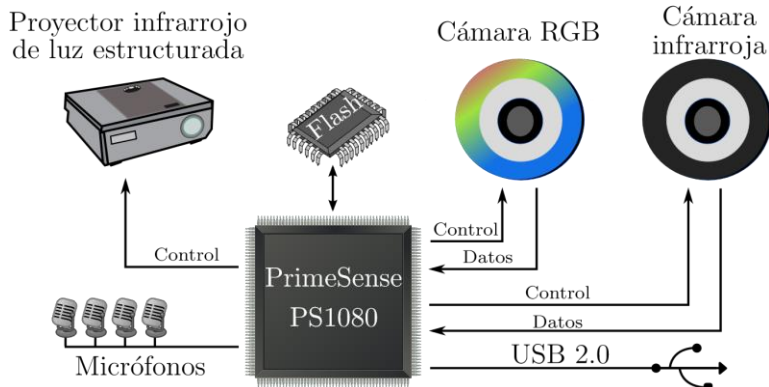 Proyector infrarrojo
de luz estructurada
Cámara RGB
Cámara
infrarroja
Flash
Control
Control
Datos
PrimeSense
PS1080
Control
Datos
Micrófonos
USB 2.0